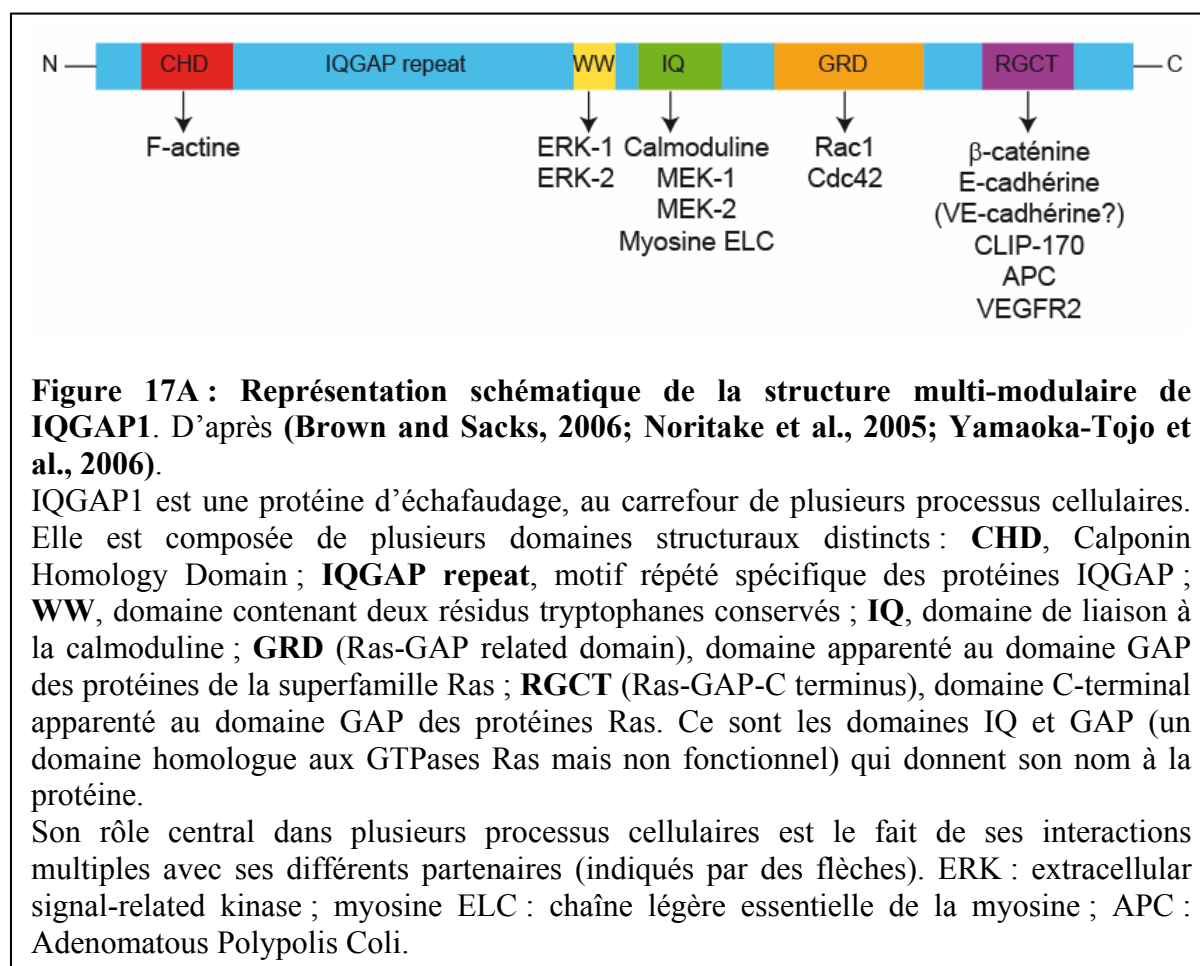 N CHD IQGAP repeat WW IQ GRD RGCT C
F-actine ERK-1 Calmoduline Rac1 β-caténine
ERK-2 MEK-1 Cdc42 E-cadhérine
MEK-2 (VE-cadhérine?)
Myosine ELC CLIP-170
APC
VEGFR2
Figure 17A : Représentation schématique de la structure multi-modulaire de
IQGAP1. D’après (Brown and Sacks, 2006; Noritake et al., 2005; Yamaoka-Tojo et
al., 2006).
IQGAP1 est une protéine d’échafaudage, au carrefour de plusieurs processus cellulaires.
Elle est composée de plusieurs domaines structuraux distincts : CHD, Calponin
Homology Domain ; IQGAP repeat, motif répété spécifique des protéines IQGAP ;
WW, domaine contenant deux résidus tryptophanes conservés ; IQ, domaine de liaison à
la calmoduline ; GRD (Ras-GAP related domain), domaine apparenté au domaine GAP
des protéines de la superfamille Ras ; RGCT (Ras-GAP-C terminus), domaine C-terminal
apparenté au domaine GAP des protéines Ras. Ce sont les domaines IQ et GAP (un
domaine homologue aux GTPases Ras mais non fonctionnel) qui donnent son nom à la
protéine.
Son rôle central dans plusieurs processus cellulaires est le fait de ses interactions
multiples avec ses différents partenaires (indiqués par des flèches). ERK : extracellular
signal-related kinase ; myosine ELC : chaîne légère essentielle de la myosine ; APC :
Adenomatous Polypolis Coli.